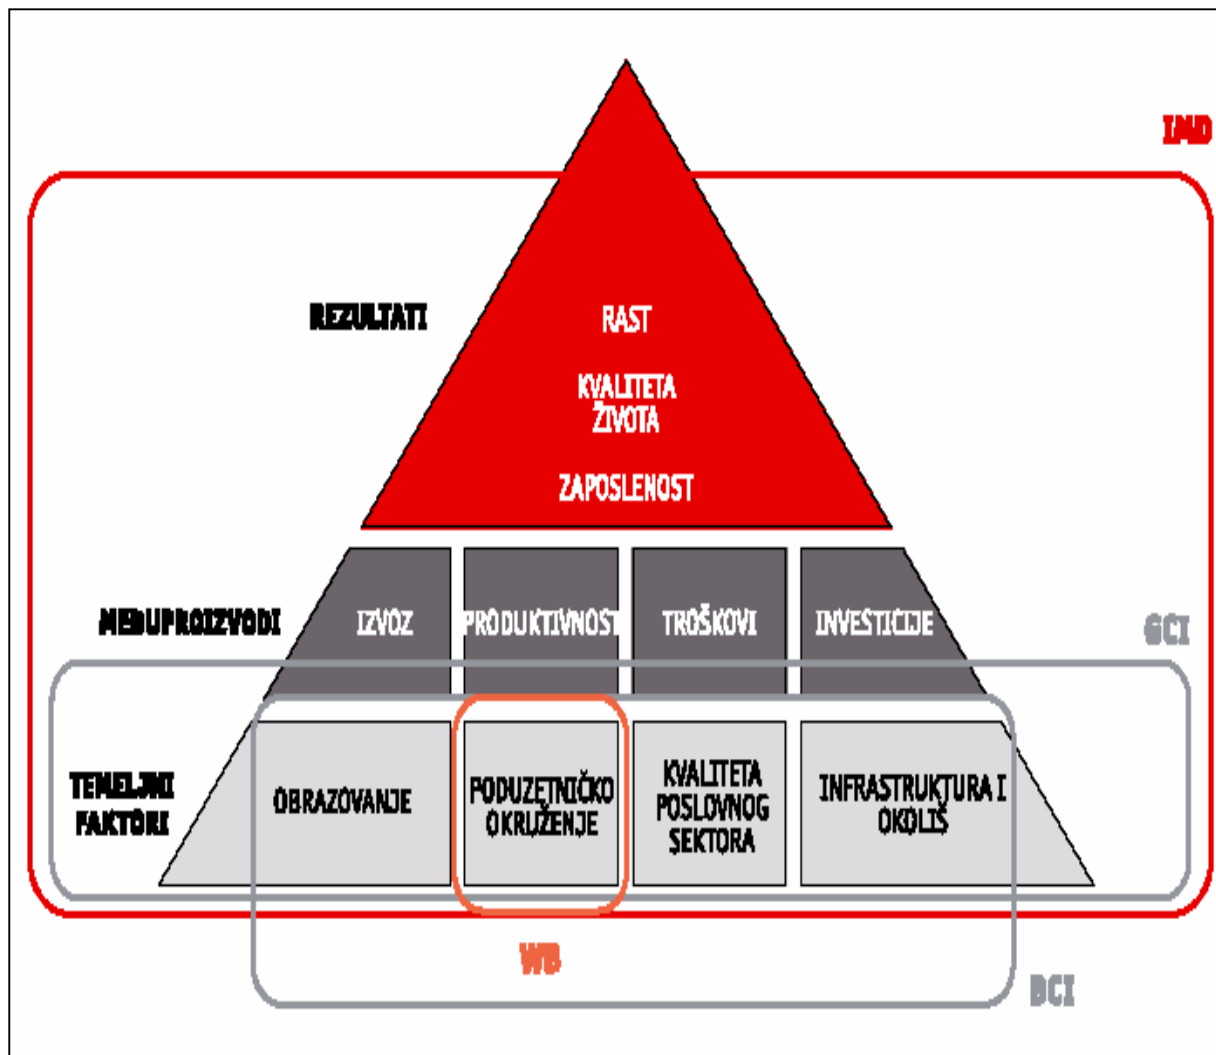 IMD
REZULTATI
RAST
KVALITETA
ŽIVOTA
ZAPOSLENOST
MEĐUPROIZVODI
IZVOZ
PRODUKTIVNOST
TROŠKOVI
INVESTICIJE
GCI
TEMELJNI
FAKTORI
OBRAZOVANJE
PODUZETNIČKO
OKRUŽENJE
KVALITETA
POSLOVNOG
SEKTORA
INFRASTRUKTURA I
OKOLIŠ
WB
BCI